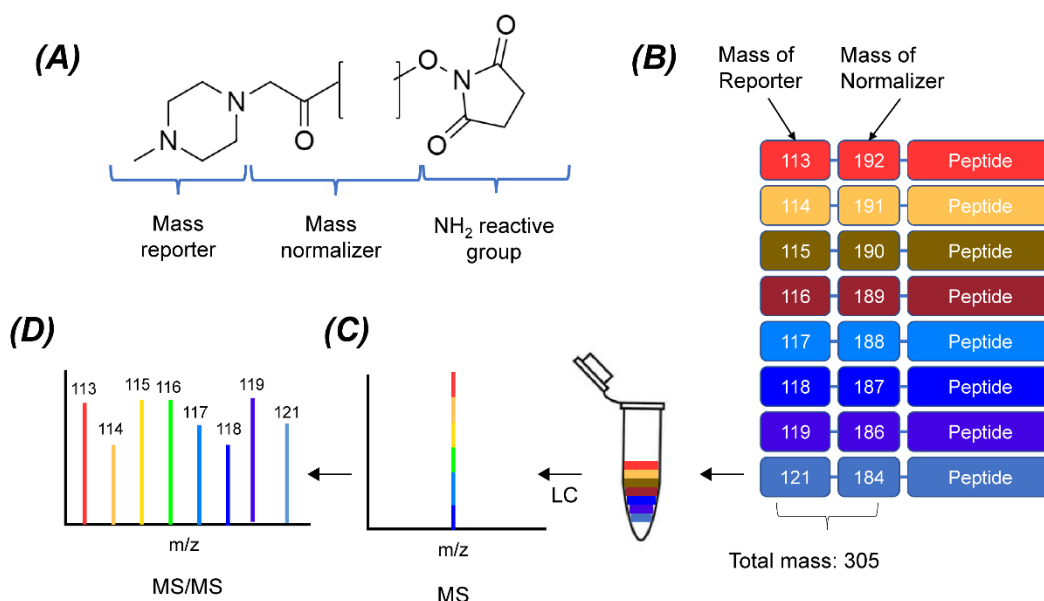 (A)
N
N
O
O
N
O
O
Mass
reporter
Mass
normalizer
NH₂ reactive
group
(B)
Mass of
Reporter
Mass of
Normalizer
113 192 Peptide
114 191 Peptide
115 190 Peptide
116 189 Peptide
117 188 Peptide
118 187 Peptide
119 186 Peptide
121 184 Peptide
Total mass: 305
(C)
LC
m/z
MS
(D)
113
114
115
116
117
118
119
121
m/z
MS/MS